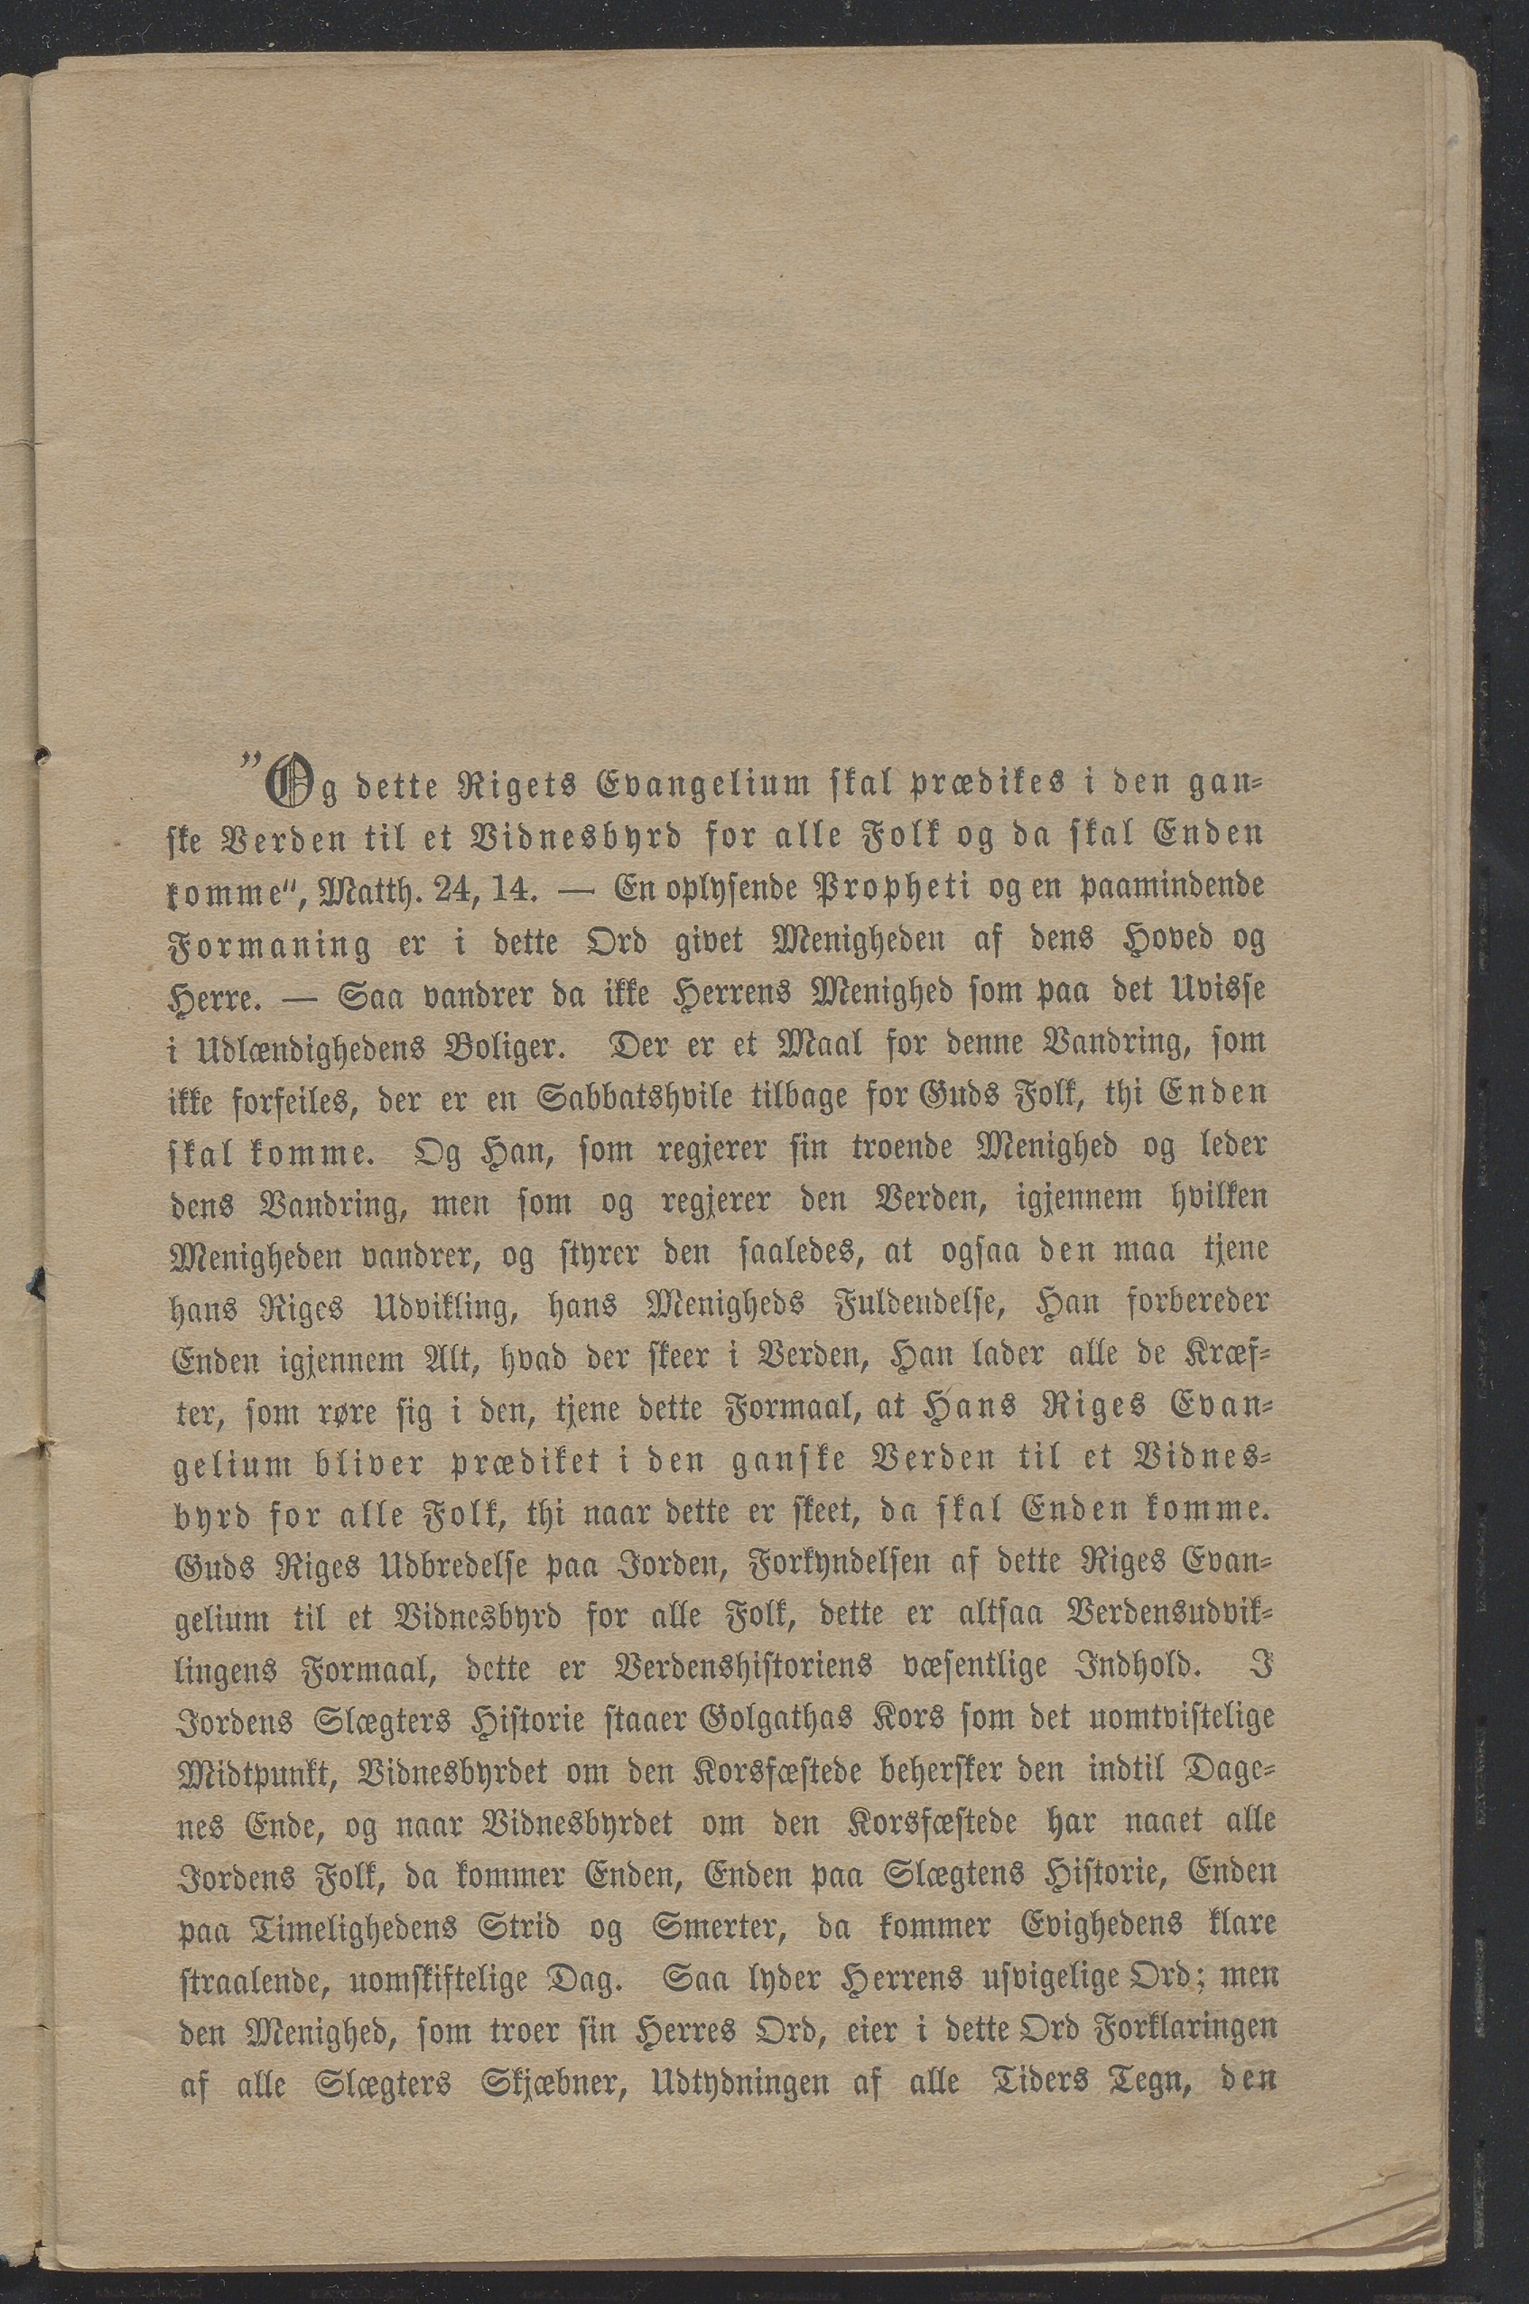 ”Og dette Rigets Evangelium skal prædikes i den gan-
ske Verden til et Vidnesbyrd for alle Folk og da skal Enden
komme“, Matth. 24, 14. — En oplysende Propheti og en paamindende
Formaning er i dette Ord givet Menigheden af dens Hoved og
Herre. — Saa vandrer da ikke Herrens Menighed som paa det Uvisse
i Udlændighedens Boliger. Der er et Maal for denne Vandring, som
ikke forfeiles, der er en Sabbatshvile tilbage for Guds Folk, thi Enden
skal komme. Og Han, som regjerer sin troende Menighed og leder
dens Vandring, men som og regjerer den Verden, igjennem hvilken
Menigheden vandrer, og styrer den saaledes, at ogsaa den maa tjene
hans Riges Udvikling, hans Menigheds Fuldendelse, Han forbereder
Enden igjennem Alt, hvad der skeer i Verden, Han lader alle de Kræf-
ter, som røre sig i den, tjene dette Formaal, at Hans Riges Evan-
gelium bliver prædiket i den ganske Verden til et Vidnes-
byrd for alle Folk, thi naar dette er skeet, da skal Enden komme.
Guds Riges Udbredelse paa Jorden, Forkyndelsen af dette Riges Evan-
gelium til et Vidnesbyrd for alle Folk, dette er altsaa Verdensudvik-
lingens Formaal, dette er Verdenshistoriens væsentlige Indhold. I
Jordens Slægters Historie staaer Golgathas Kors som det uomtvistelige
Midtpunkt, Vidnesbyrdet om den Korsfæstede behersker den indtil Dage-
nes Ende, og naar Vidnesbyrdet om den Korsfæstede har naaet alle
Jordens Folk, da kommer Enden, Enden paa Slægtens Historie, Enden
paa Timelighedens Strid og Smerter, da kommer Evighedens klare
straalende, uomskiftelige Dag. Saa lyder Herrens usvigelige Ord; men
den Menighed, som troer sin Herres Ord, eier i dette Ord Forklaringen
af alle Slægters Skjæbner, Udtydningen af alle Tiders Tegn, den